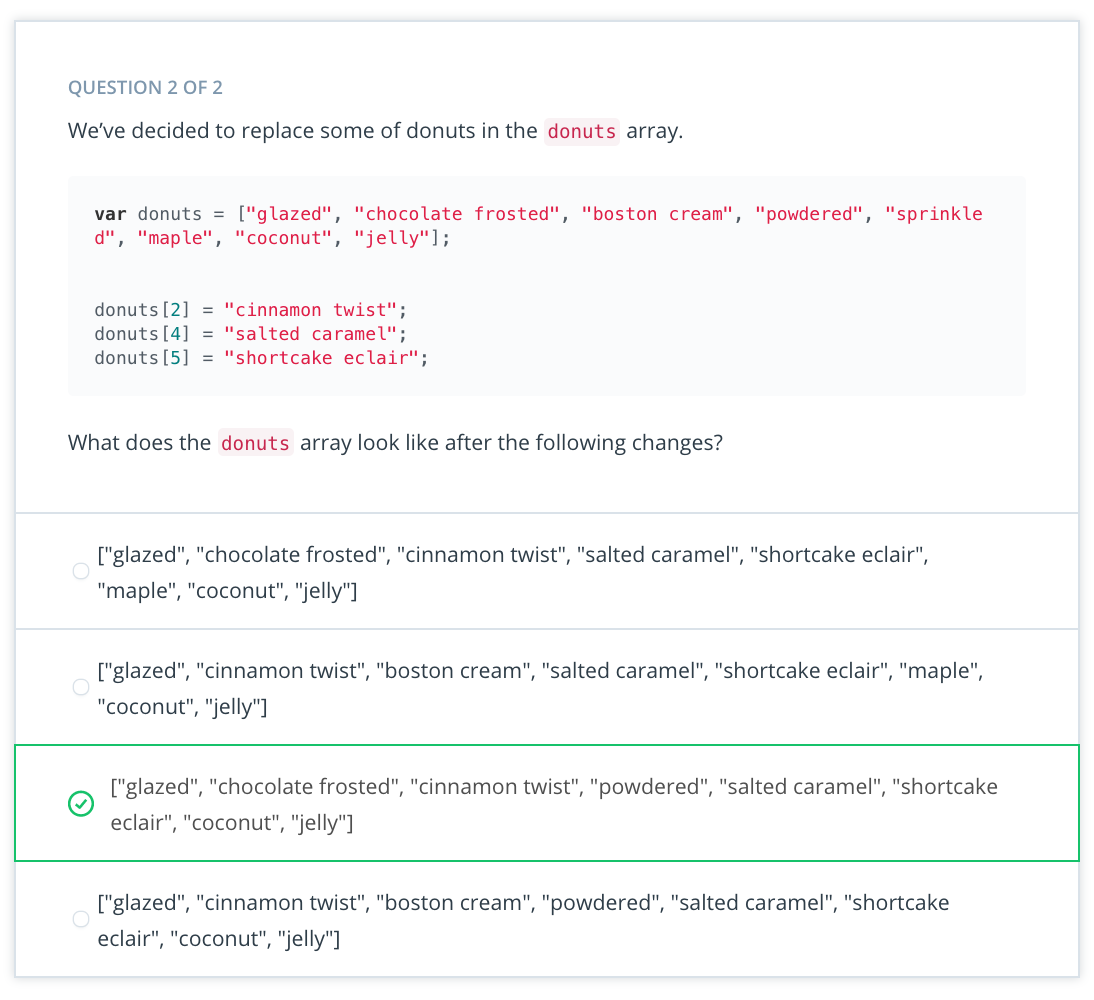 QUESTION 2 OF 2
We’ve decided to replace some of donuts in the donuts array.
var donuts = ["glazed", "chocolate frosted", "boston cream", "powdered", "sprinkle
d", "maple", "coconut", "jelly"];
donuts[2] = "cinnamon twist";
donuts[4] = "salted caramel";
donuts[5] = "shortcake eclair";
What does the donuts array look like after the following changes?
["glazed", "chocolate frosted", "cinnamon twist", "salted caramel", "shortcake eclair",
"maple", "coconut", "jelly"]
["glazed", "cinnamon twist", "boston cream", "salted caramel", "shortcake eclair", "maple",
"coconut", "jelly"]
["glazed", "chocolate frosted", "cinnamon twist", "powdered", "salted caramel", "shortcake
eclair", "coconut", "jelly"]
["glazed", "cinnamon twist", "boston cream", "powdered", "salted caramel", "shortcake
eclair", "coconut", "jelly"]